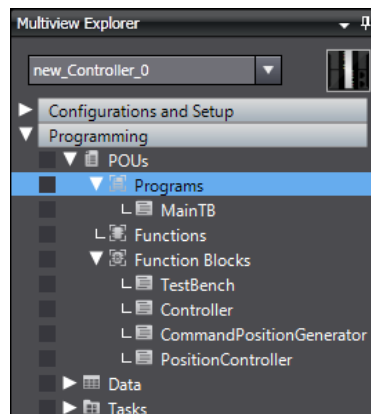 Multiview Explorer
new_Controller_0
Configurations and Setup
Programming
POUs
Programs
MainTB
Functions
Function Blocks
TestBench
Controller
CommandPositionGenerator
PositionController
Data
Tasks